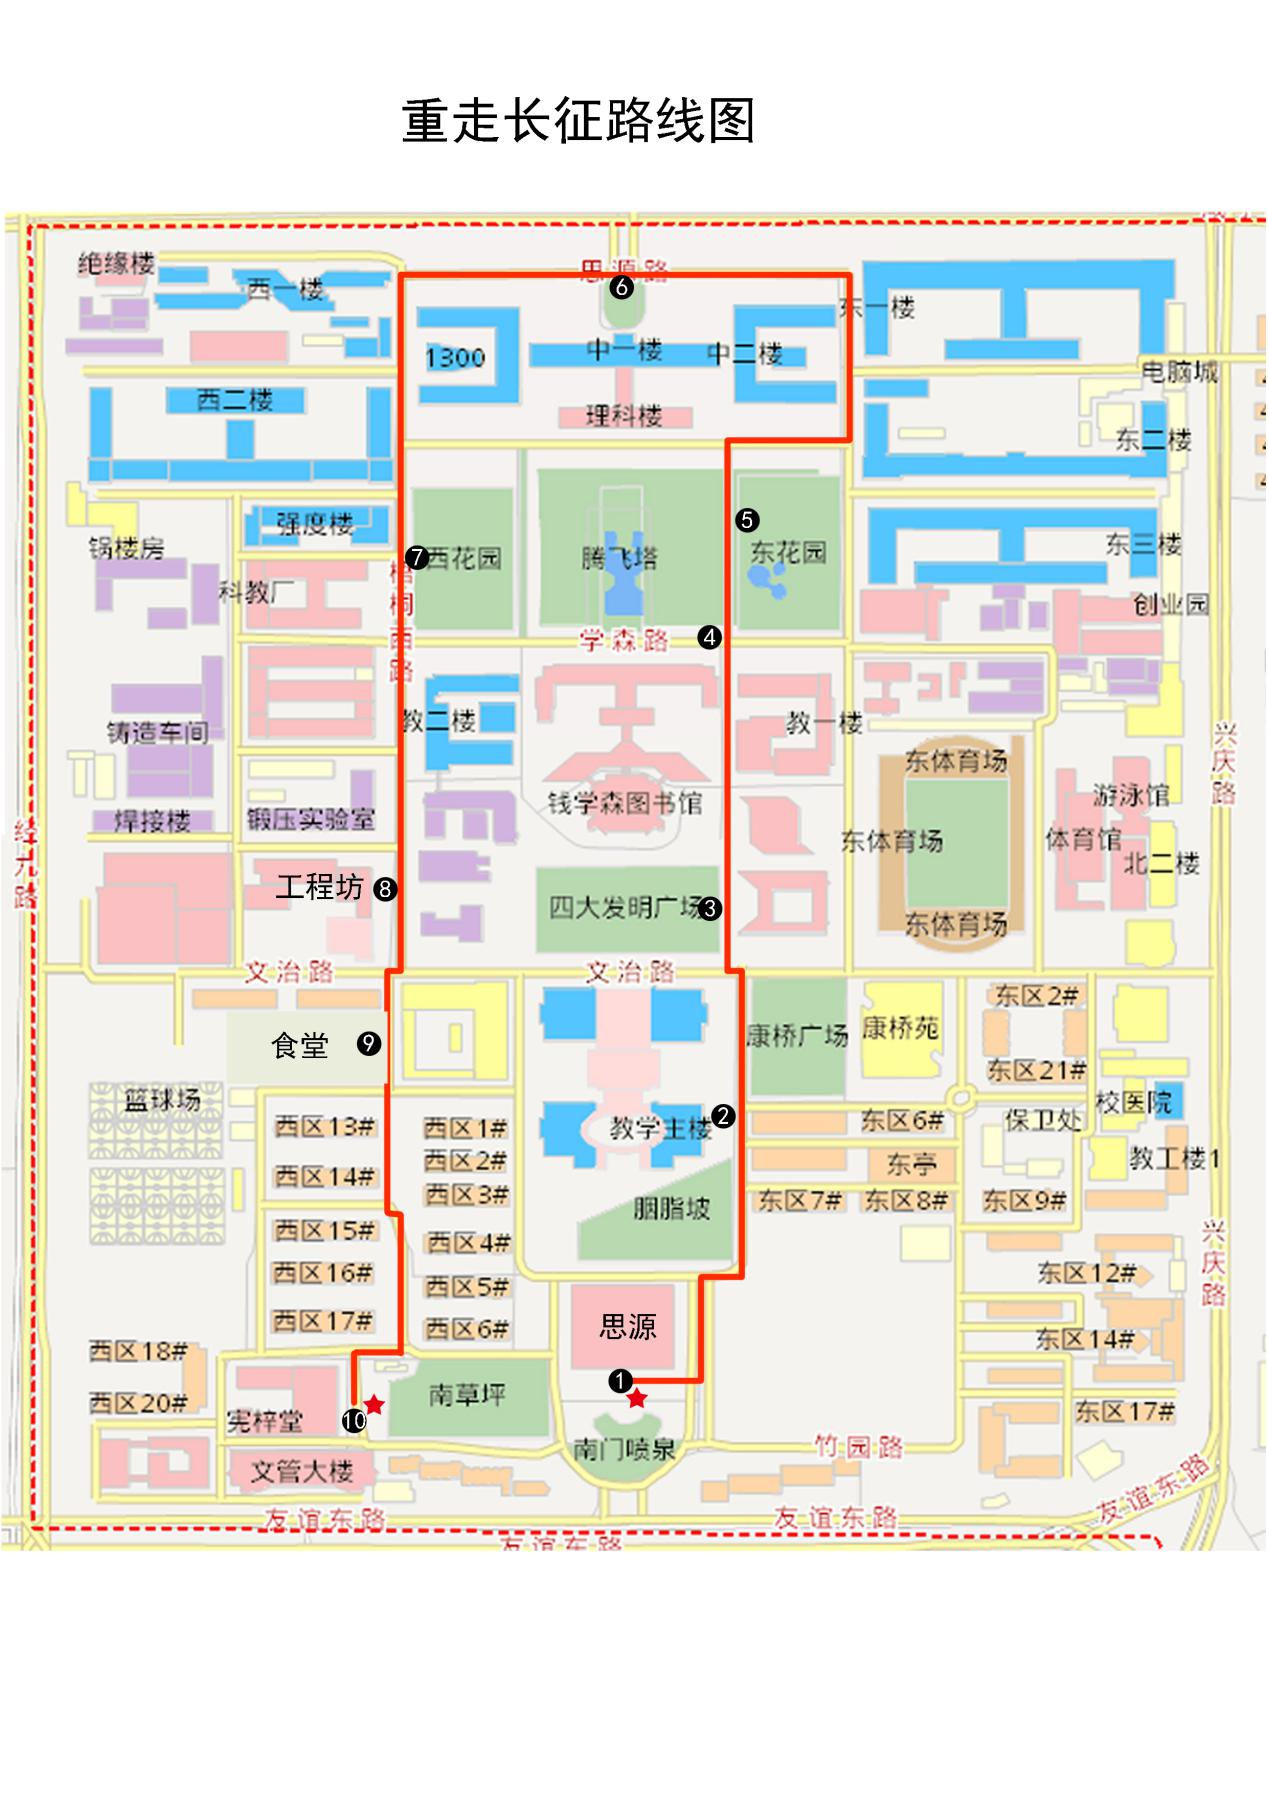 重走长征路线图
绝缘楼
西一楼
思源路
6
东一楼
1300
中一楼
中二楼
电脑城
西二楼
理科楼
东二楼
强度楼
5
锅楼房
7
西花园
腾飞塔
东花园
东三楼
科教厂
梧桐西路
创业园
学森路
4
铸造车间
教二楼
教一楼
东体育场
兴庆路
钱学森图书馆
游泳馆
焊接楼
锻压实验室
东体育场
体育馆
北二楼
工程坊
8
四大发明广场
3
东体育场
文治路
文治路
东区2#
食堂
9
康桥广场
康桥苑
东区21#
篮球场
西区13#
西区1#
教学主楼
2
东区6#
保卫处
校医院
西区14#
西区2#
东亭
教工楼1
西区3#
胭脂坡
东区7#
东区8#
东区9#
西区15#
西区4#
兴庆路
西区16#
西区5#
东区12#
西区17#
西区6#
思源
东区14#
西区18#
1
西区20#
南草坪
东区17#
宪梓堂
10
南门喷泉
竹园路
文管大楼
友谊东路
友谊东路
友谊东路
友谊东路